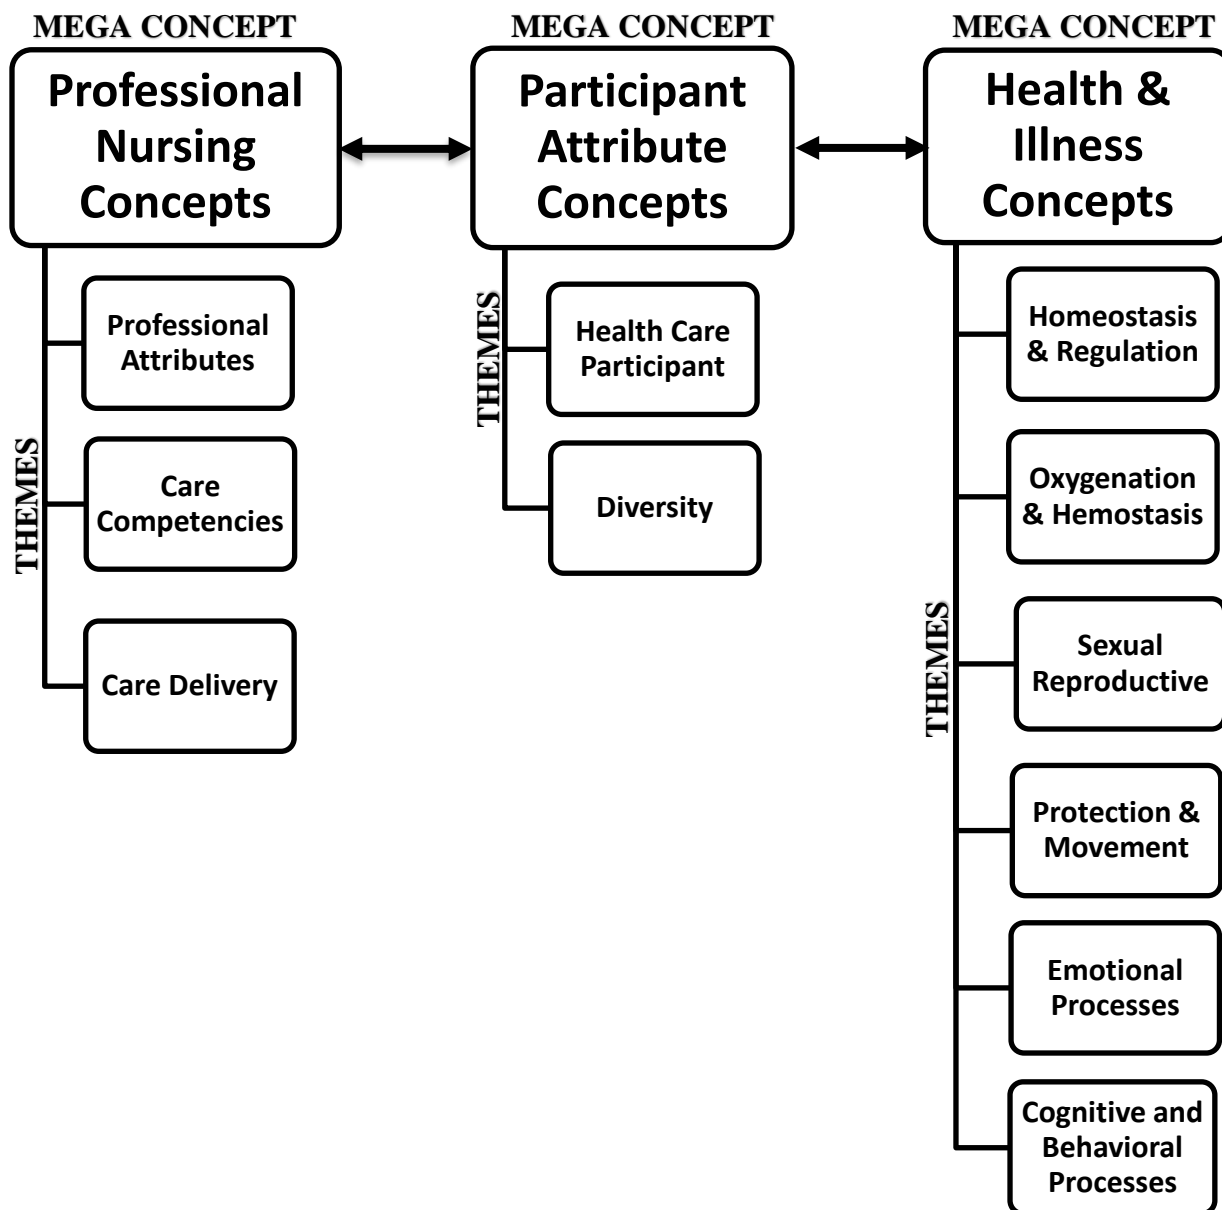 MEGA CONCEPT
Professional
Nursing
Concepts
THEMES
Professional
Attributes
Care
Competencies
Care Delivery
MEGA CONCEPT
Participant
Attribute
Concepts
THEMES
Health Care
Participant
Diversity
MEGA CONCEPT
Health &
Illness
Concepts
THEMES
Homeostasis
& Regulation
Oxygenation
& Hemostasis
Sexual
Reproductive
Protection &
Movement
Emotional
Processes
Cognitive and
Behavioral
Processes